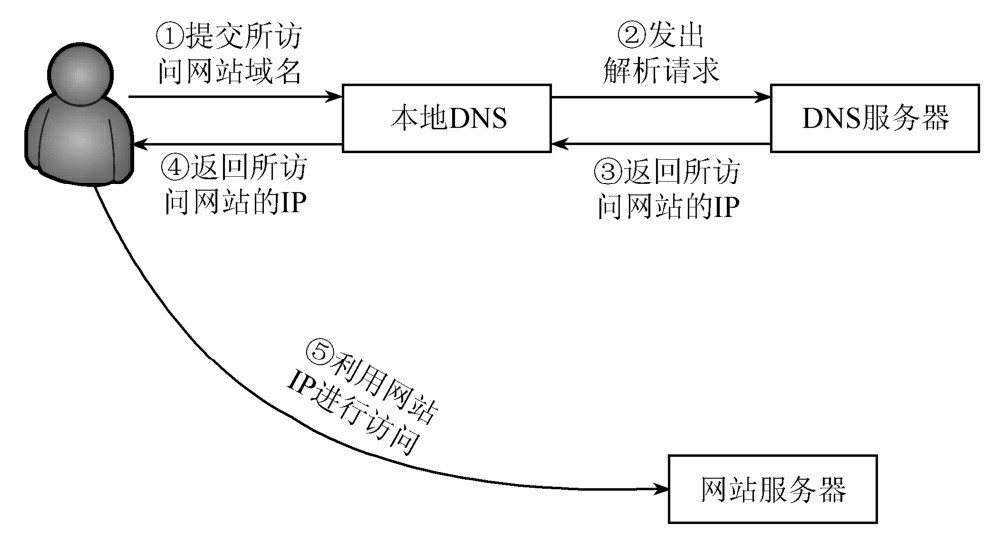 ①提交所访
问网站域名
②发出
解析请求
本地DNS
DNS服务器
④返回所访
问网站的IP
③返回所访
问网站的IP
⑤利用网站
IP进行访问
网站服务器